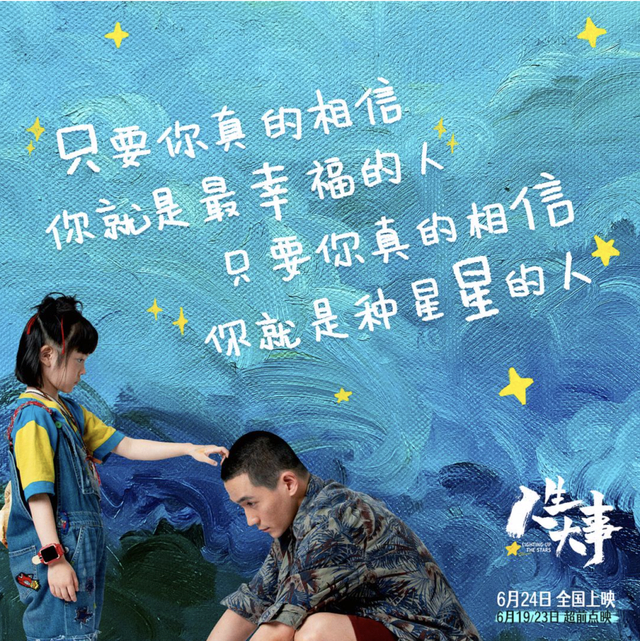 只要你真的相信
你就是最幸福的人
只要你真的相信
你就是种星星的人
人生大事
LIGHTING UP
THE STARS
6月24日 全国上映
6月19/23日 超前点映